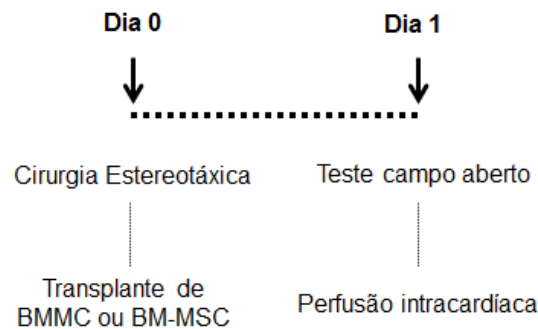 Dia 0
Dia 1
Cirurgia Estereotáxica
Teste campo aberto
Transplante de
BMMC ou BM-MSC
Perfusão intracardíaca